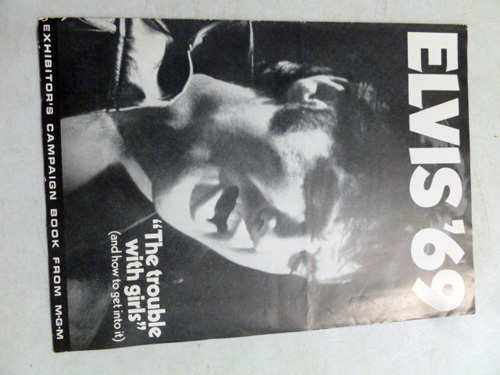 ELVIS '69
"The trouble
with girls"
(and how to get into it)
EXHIBITOR'S CAMPAIGN BOOK FROM M-G-M